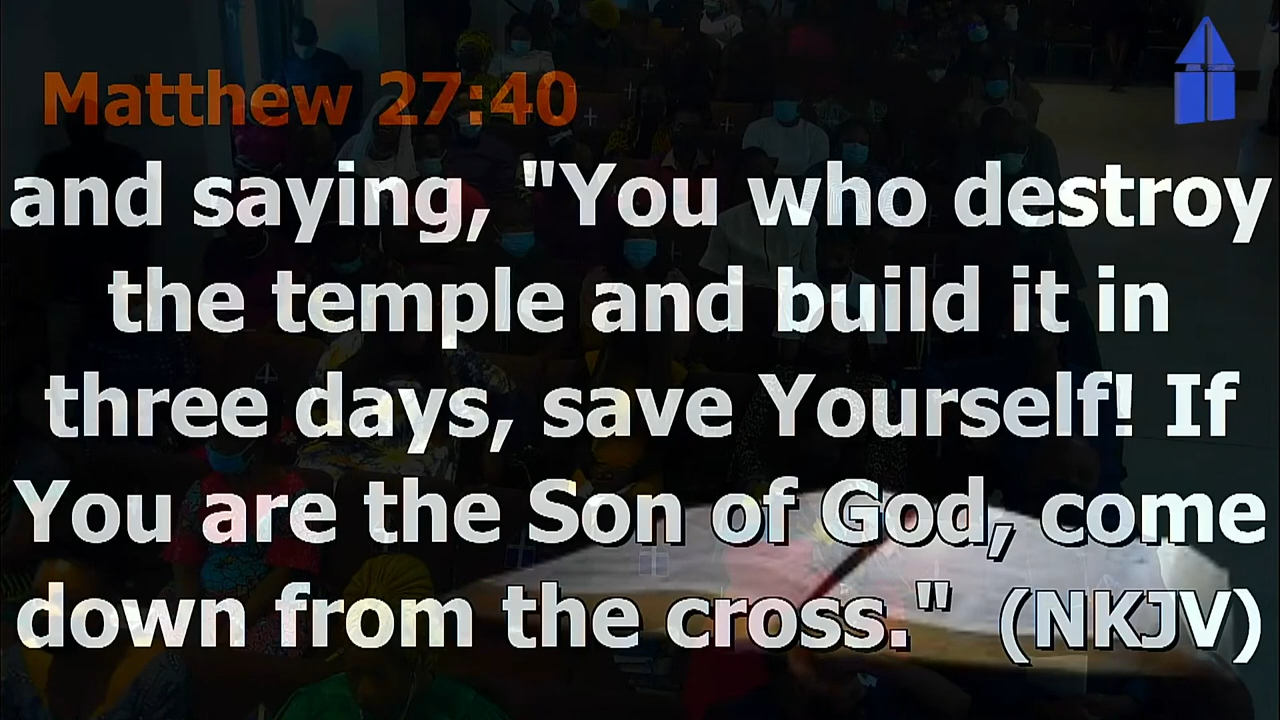 Matthew 27:40
and saying, "You who destroy
the temple and build it in
three days, save Yourself! If
You are the Son of God, come
down from the cross." (NKJV)